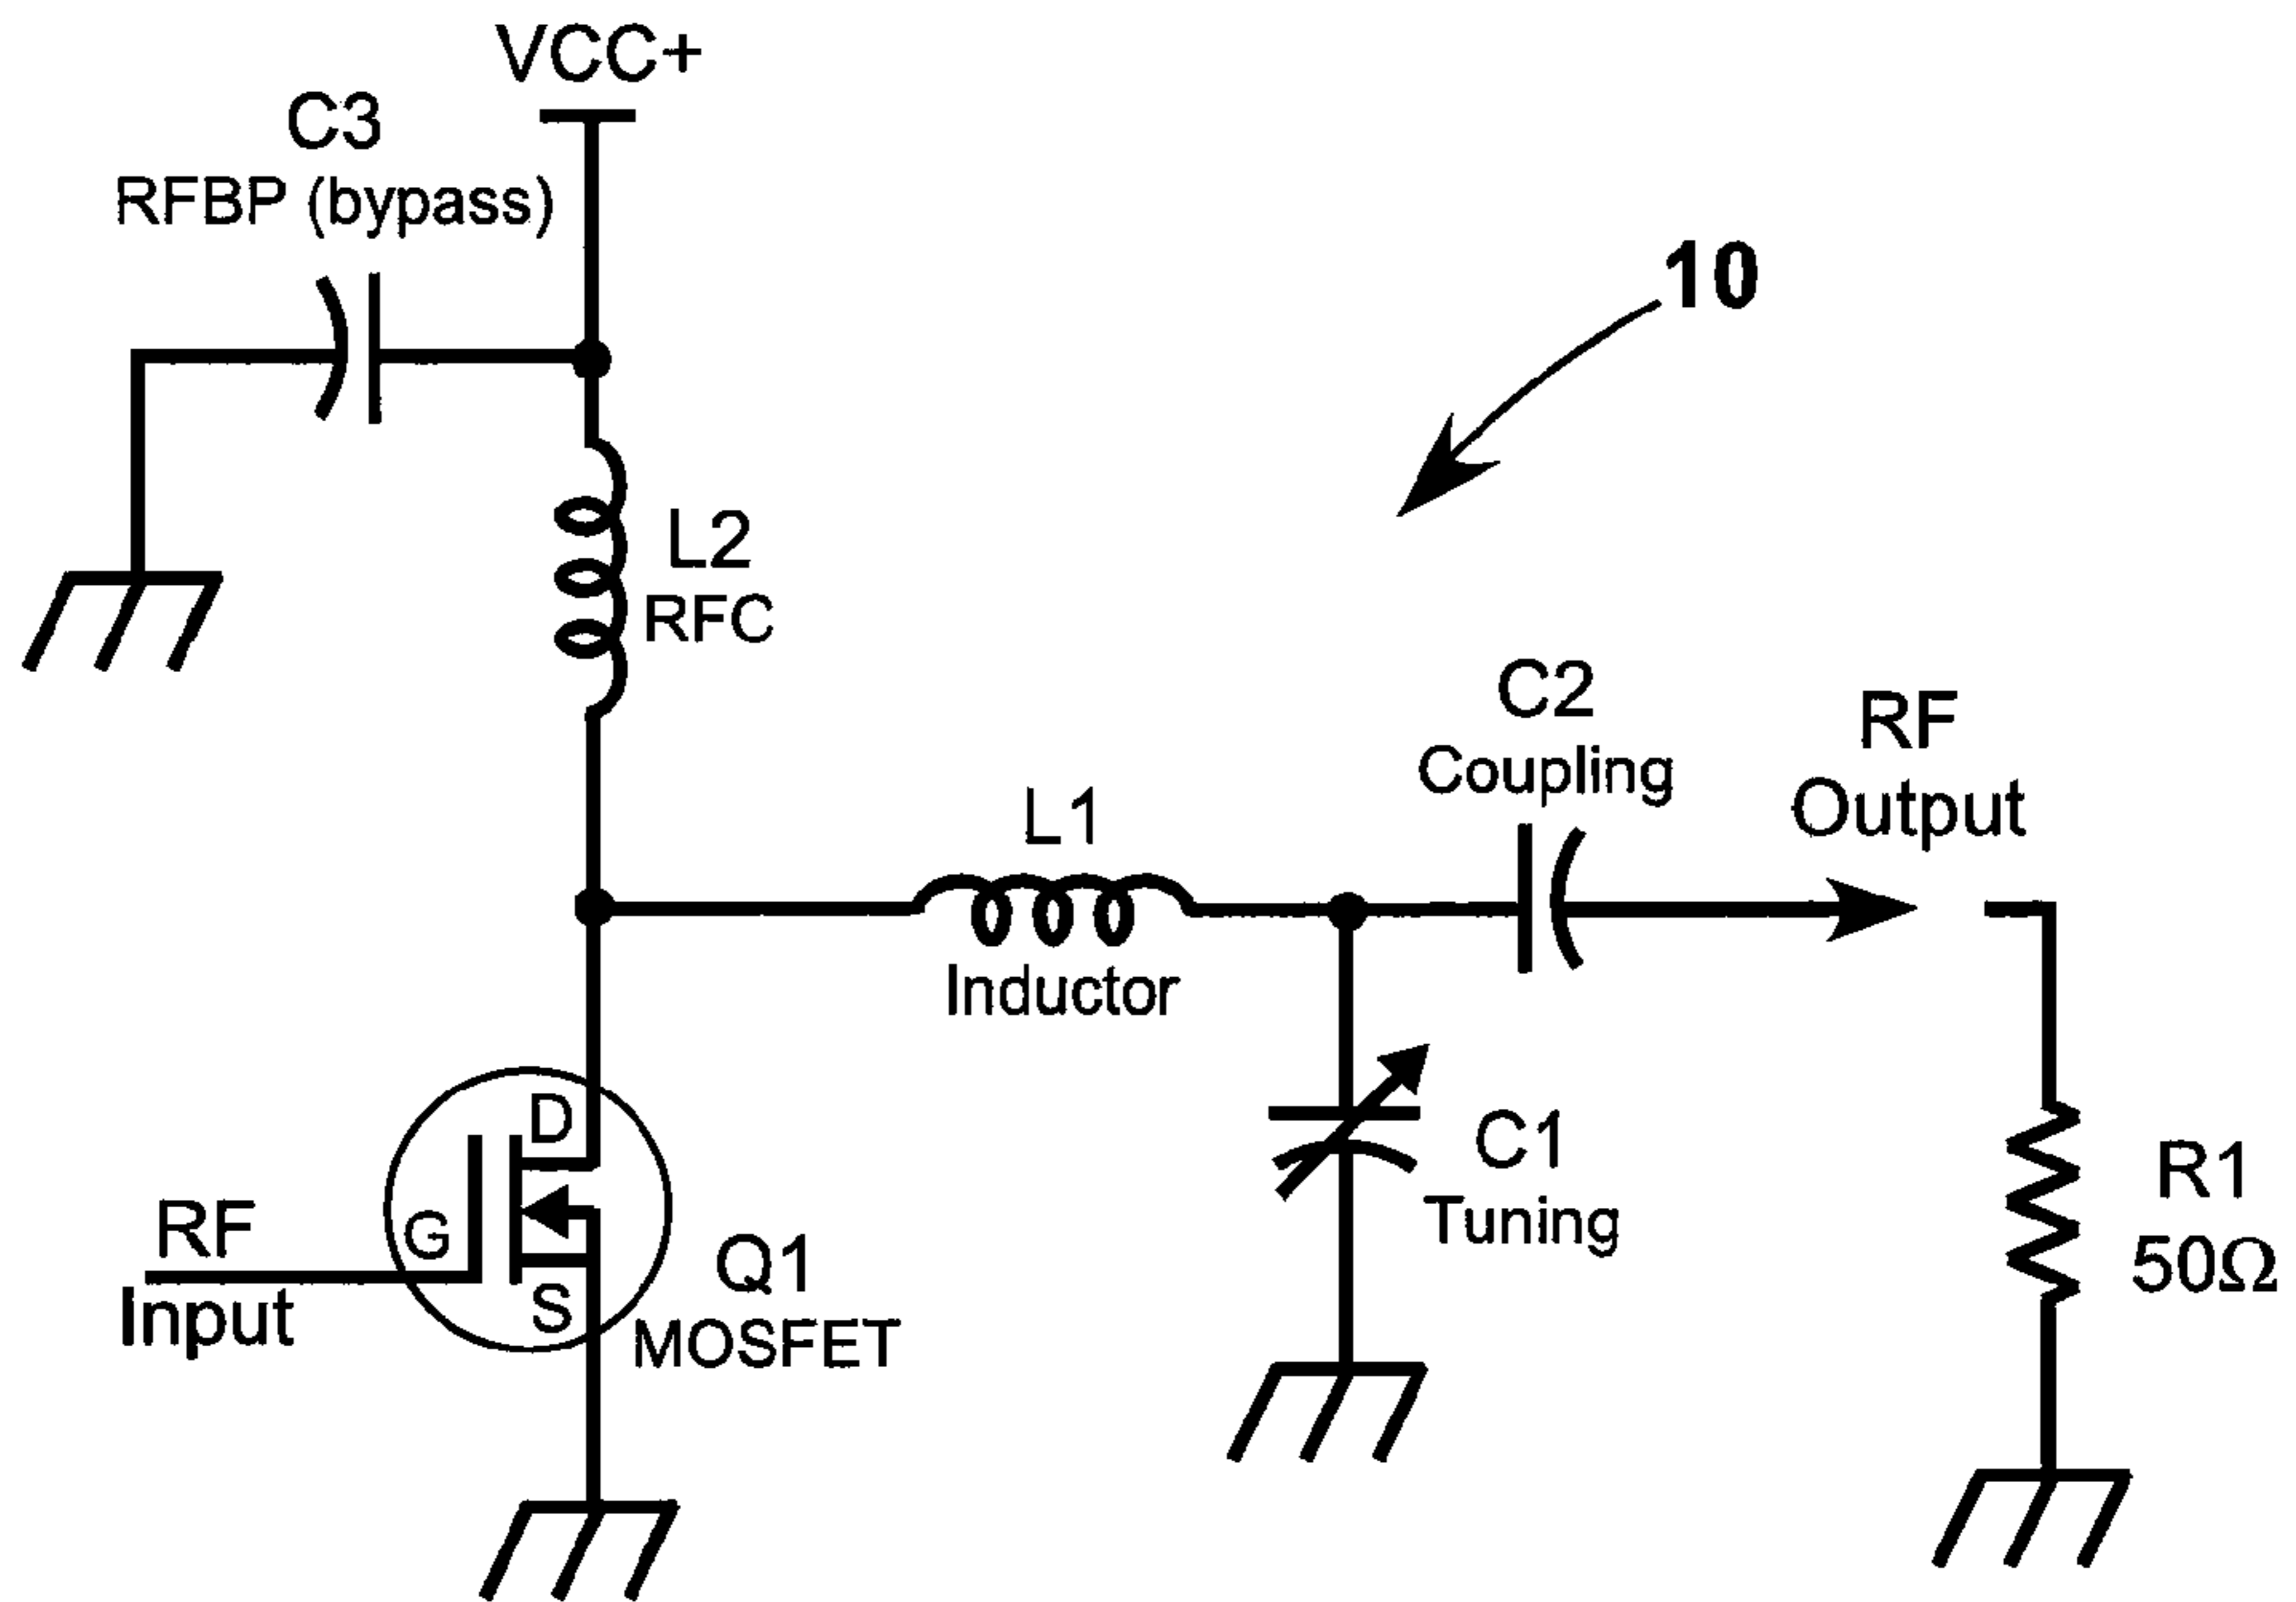 VCC+
C3
RFBP (bypass)
10
L2
RFC
C2
Coupling
RF
Output
L1
Inductor
D
G
S
RF
Input
Q1
MOSFET
C1
Tuning
R1
50Ω